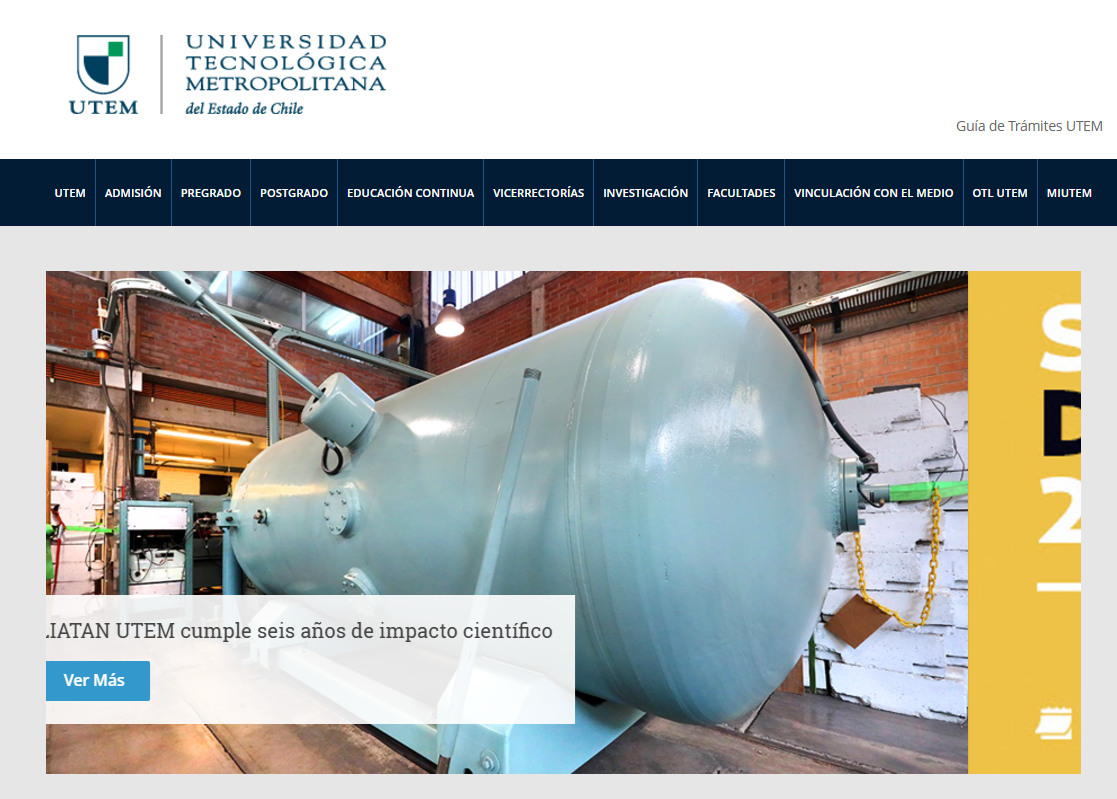 UTEM
UNIVERSIDAD
TECNOLÓGICA
METROPOLITANA
del Estado de Chile
Guía de Trámites UTEM
UTEM ADMISIÓN PREGRADO POSTGRADO EDUCACIÓN CONTINUA VICERRECTORÍAS INVESTIGACIÓN FACULTADES VINCULACIÓN CON EL MEDIO OTL UTEM MIUTEM
LIATAN UTEM cumple seis años de impacto científico
Ver Más
S
D
2